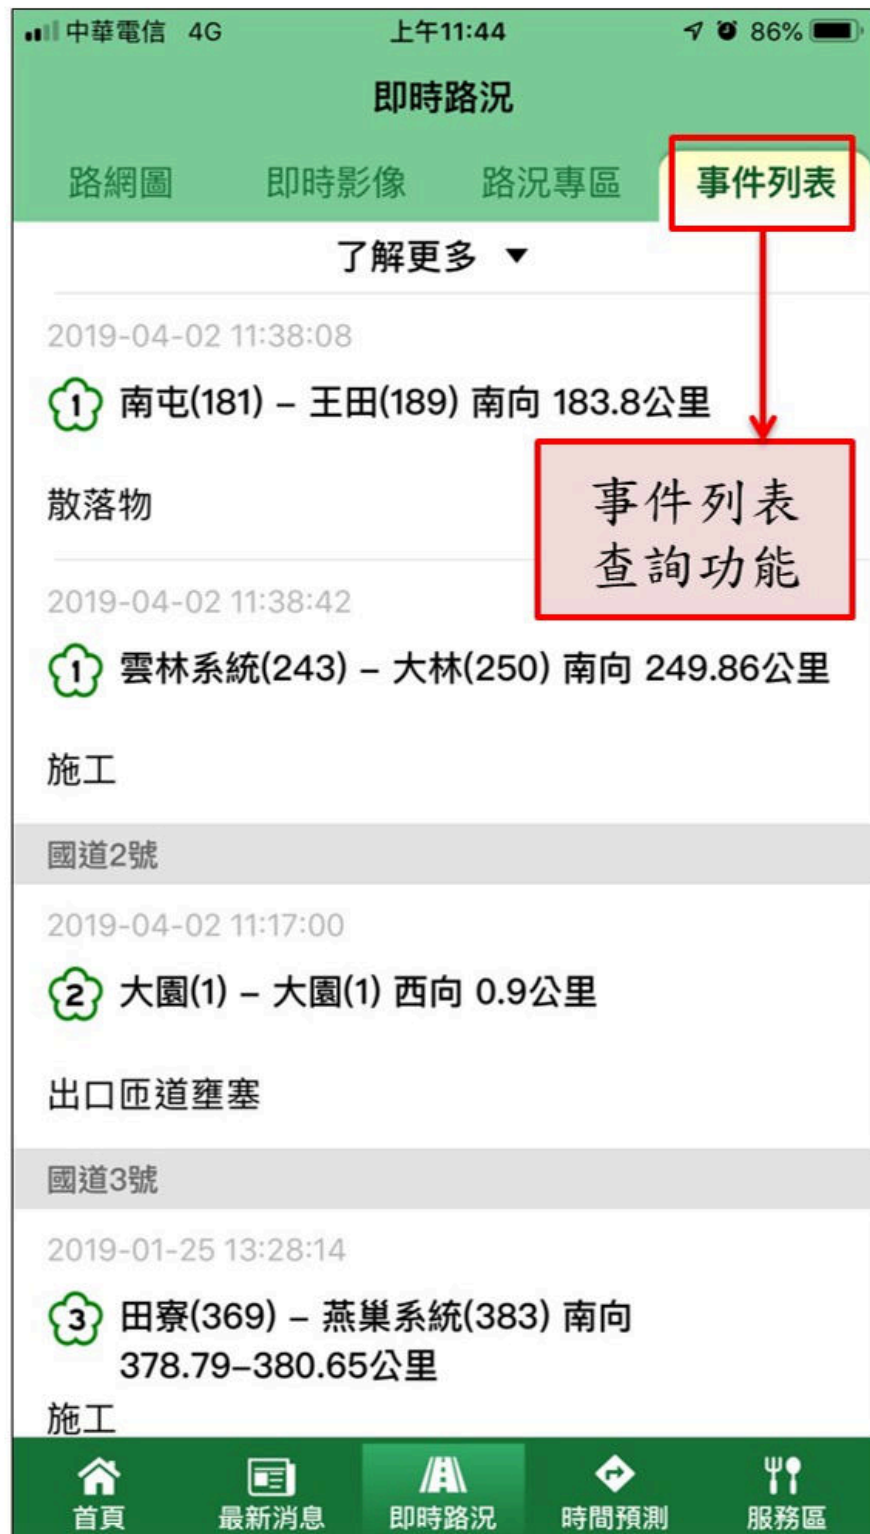 中華電信 4G 上午11:44 86%
即時路況
路網圖 即時影像 路況專區 事件列表
了解更多 ▼
2019-04-02 11:38:08
1 南屯(181) – 王田(189) 南向 183.8公里
散落物
事件列表
查詢功能
2019-04-02 11:38:42
1 雲林系統(243) – 大林(250) 南向 249.86公里
施工
國道2號
2019-04-02 11:17:00
2 大園(1) – 大園(1) 西向 0.9公里
出口匝道壅塞
國道3號
2019-01-25 13:28:14
3 田寮(369) – 燕巢系統(383) 南向
378.79–380.65公里
施工
首頁 最新消息 即時路況 時間預測 服務區